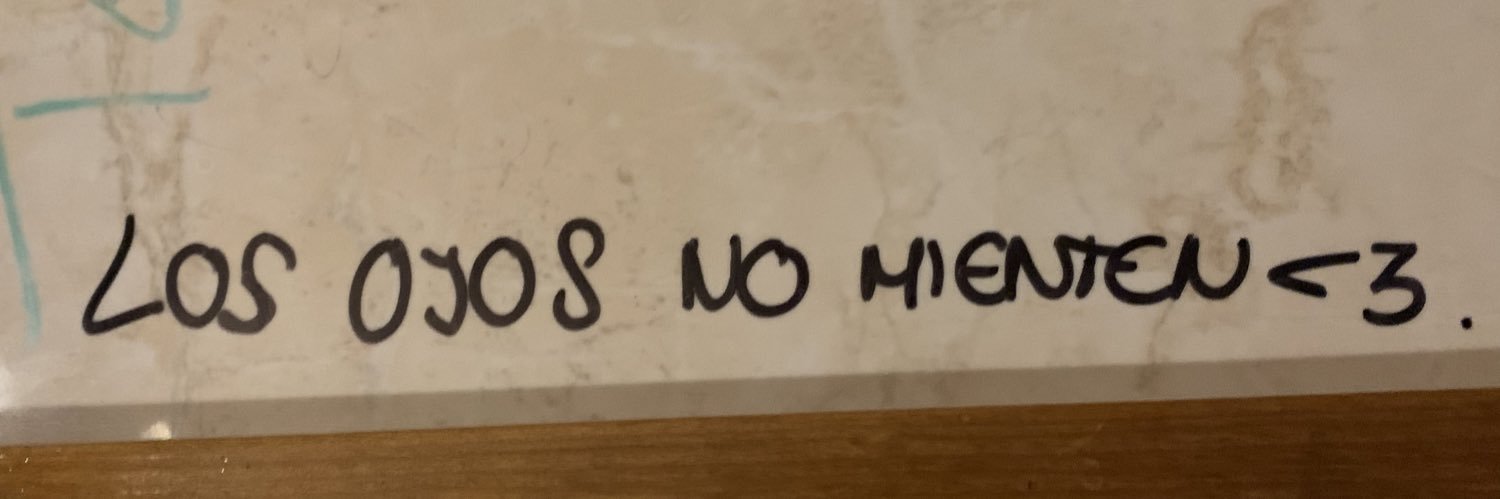 LOS OJOS NO MIENTEN <3.